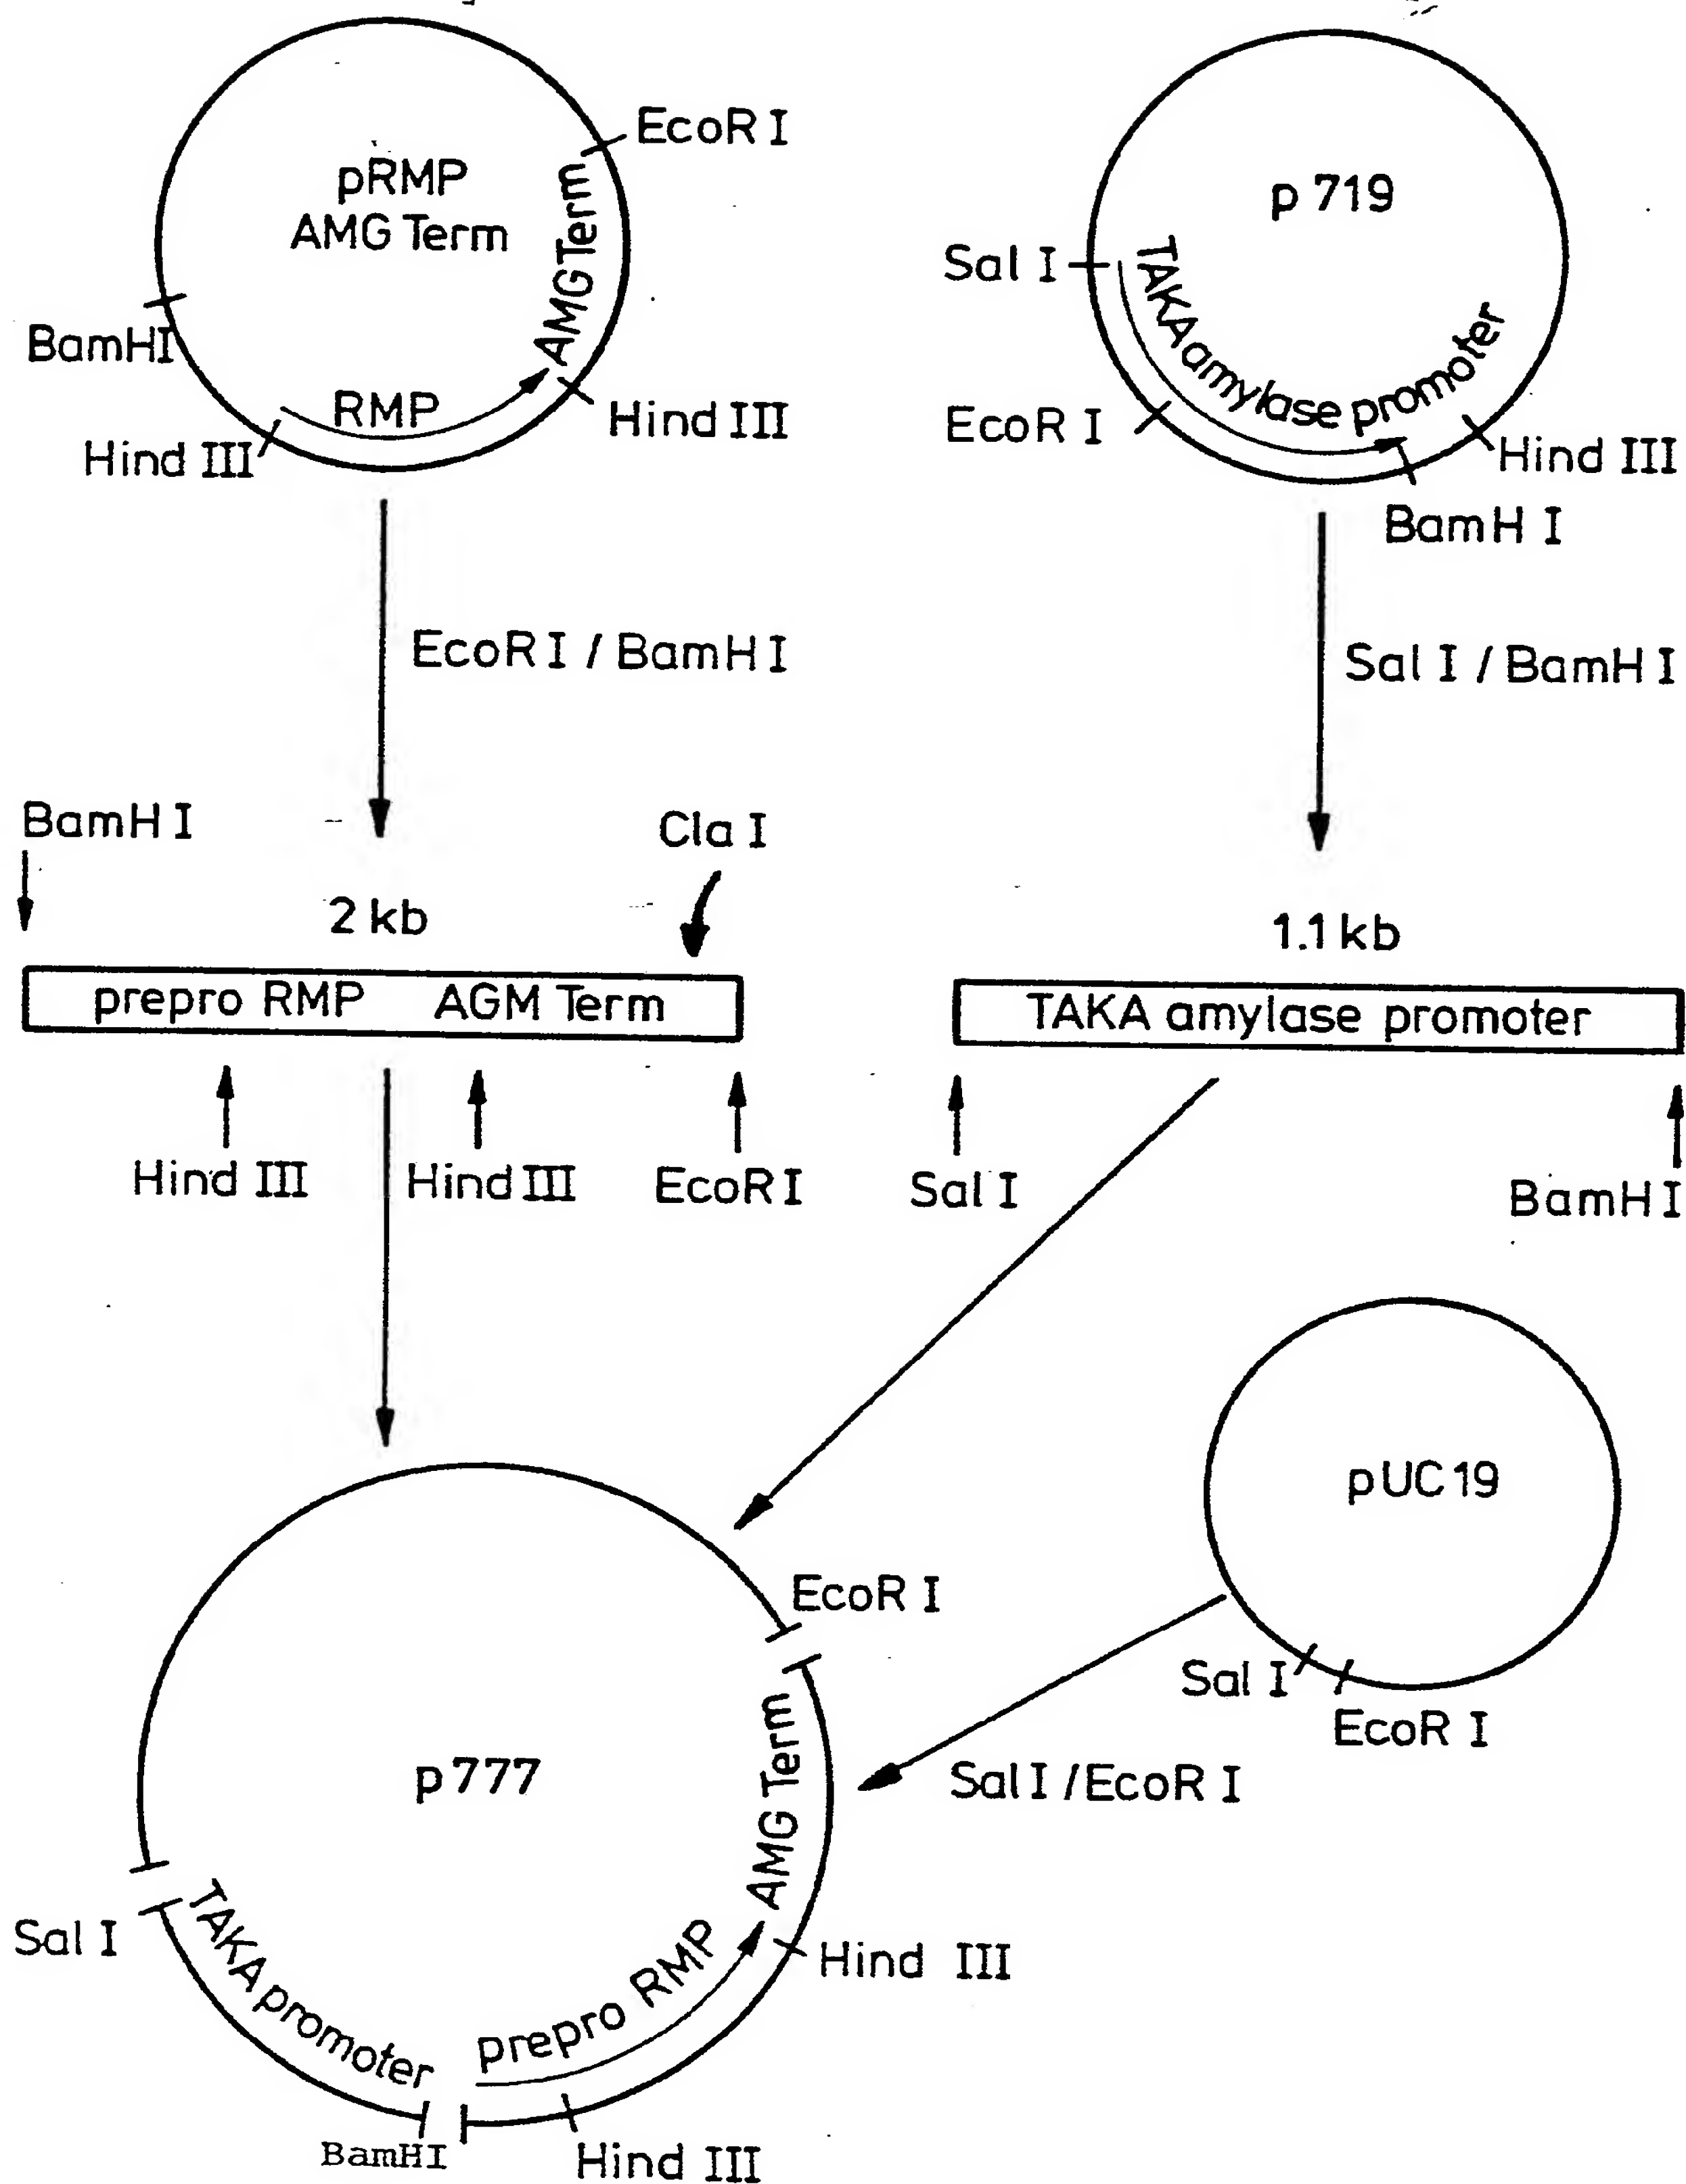 EcoR I
pRMP
AMG Term
AMG Term
BamHI
RMP
Hind III
Hind III
p 719
Sal I
TAKA amylase promoter
EcoR I
Hind III
BamH I
EcoR I / BamH I
Sal I / BamH I
BamH I
Cla I
2 kb
1.1 kb
prepro RMP AGM Term
TAKA amylase promoter
Hind III
Hind III
EcoR I
Sal I
BamH I
pUC 19
EcoR I
Sal I
EcoR I
Sal I / EcoR I
p 777
AMG Term
Sal I
TAKA promoter
prepro RMP
Hind III
BamHI
Hind III